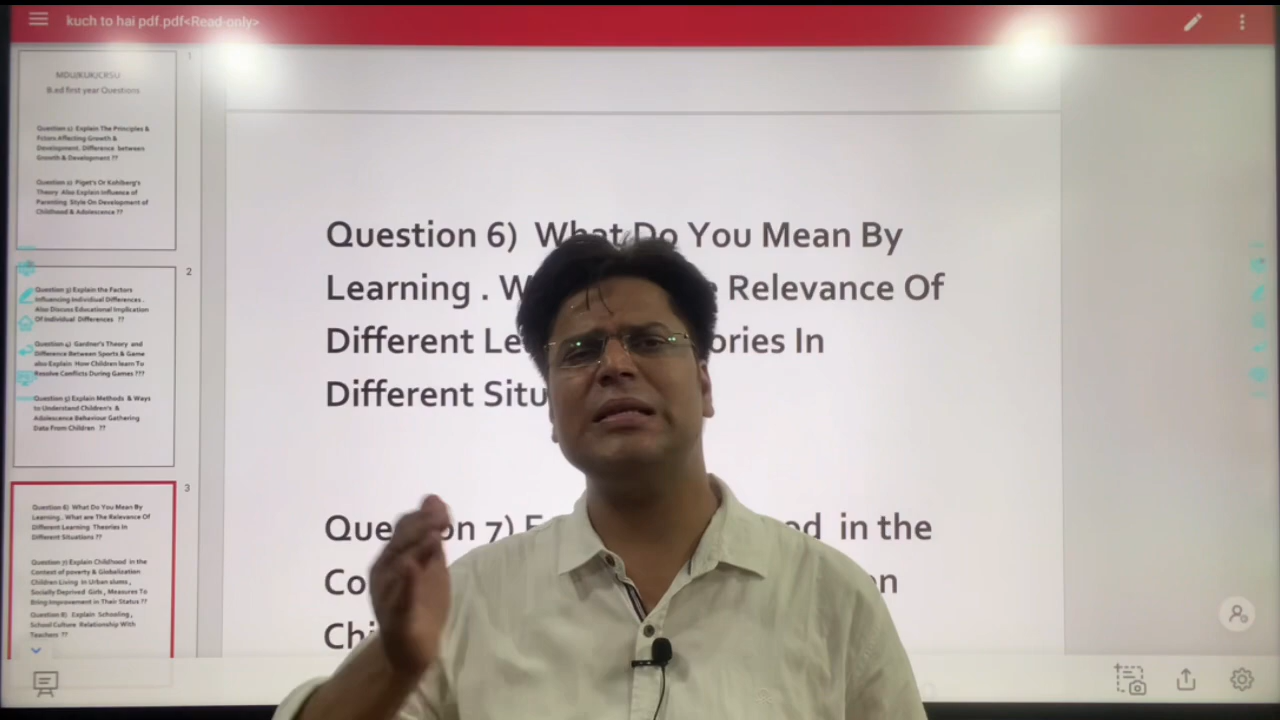 kuch to hai pdf.pdf<Read-only>
1
MDU/KUK/CRSU
B.ed first year Questions
Question 1) Explain The Principles &
Fctors Affecting Growth &
Development. Difference between
Growth & Development ??
Question 2) Piget's Or Kohlberg's
Theory Also Explain Influence of
Parenting Style On Development of
Childhood & Adolescence ??
2
Question 3) Explain the Factors
Influencing Individual Differences .
Also Discuss Educational Implication
Of Individual Differences ??
Question 4) Gardner's Theory and
Difference Between Sports & Game
also Explain How Children learn To
Resolve Conflicts During Games ???
Question 5) Explain Methods & Ways
to Understand Children's &
Adolescence Behaviour Gathering
Data From Children ??
3
Question 6) What Do You Mean By
Learning . What are The Relevance Of
Different Learning Theories In
Different Situations ??
Question 7) Explain Childhood in the
Context of poverty & Globalization
Children Living In Urban slums ,
Socially Deprived Girls , Measures To
Bring Improvement in Their Status ??
Question 8) Explain Schooling ,
School Culture Relationship With
Teachers ??
Question 6) What Do You Mean By
Learning . Relevance Of
Different In
Different
7) in the